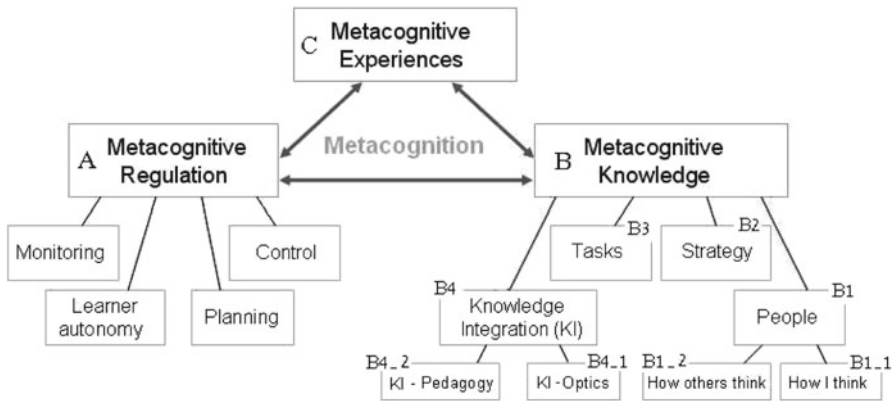 C Metacognitive
Experiences
Metacognition
A Metacognitive
Regulation
B Metacognitive
Knowledge
Monitoring
Control
Learner
autonomy
Planning
B3
Tasks
B2
Strategy
B4
Knowledge
Integration (KI)
B1
People
B4_2
KI - Pedagogy
B4_1
KI -Optics
B1_2
How others think
B1_1
How I think